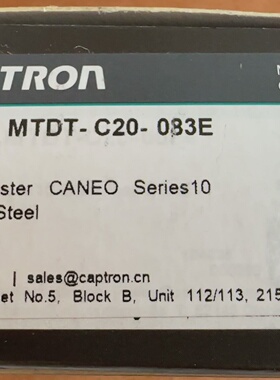 TRON
MTDT- C20- 083E
ster CANEO Series10
Steel
| sales@captron.cn
et No.5, Block B, Unit 112/113, 215